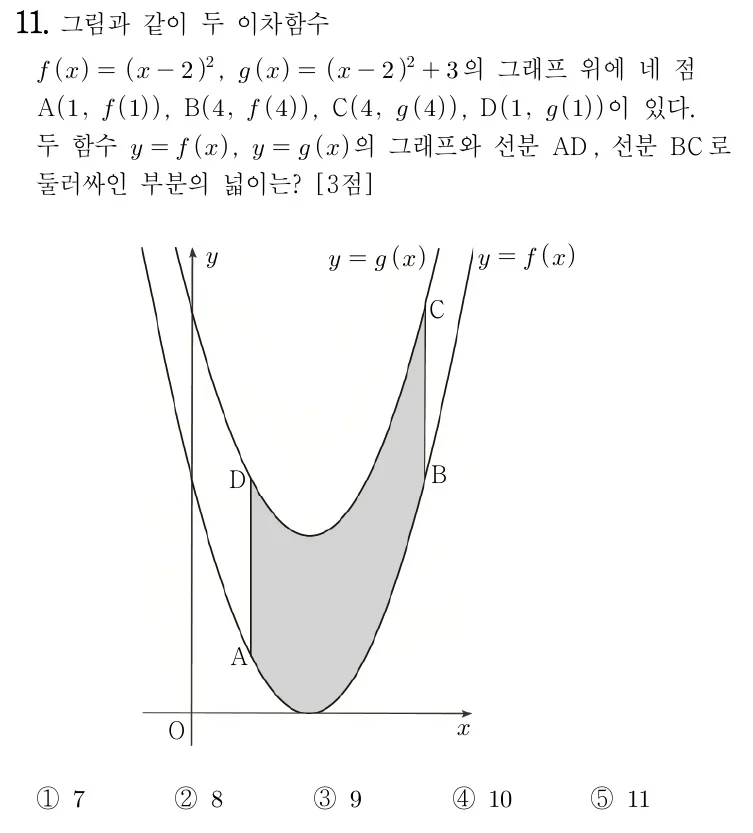 11. 그림과 같이 두 이차함수
f(x)=(x-2)², g(x)=(x-2)²+3의 그래프 위에 네 점
A(1, f(1)), B(4, f(4)), C(4, g(4)), D(1, g(1))이 있다.
두 함수 y=f(x), y=g(x)의 그래프와 선분 AD, 선분 BC로
둘러싸인 부분의 넓이는? [3점]
y
y=g(x)
y=f(x)
C
D
B
A
O
x
① 7 ② 8 ③ 9 ④ 10 ⑤ 11